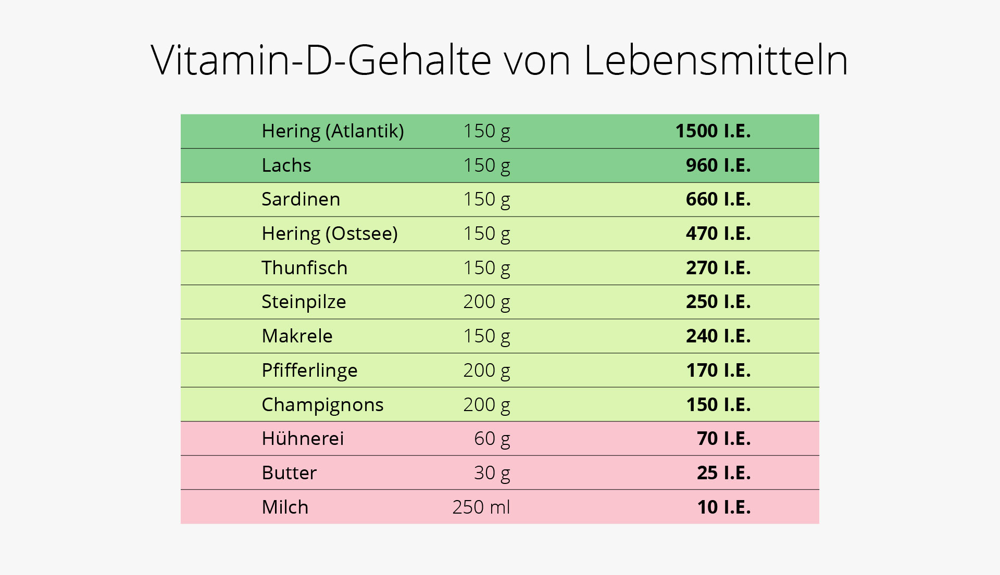 Vitamin-D-Gehalte von Lebensmitteln
Hering (Atlantik) 150 g 1500 I.E.
Lachs 150 g 960 I.E.
Sardinen 150 g 660 I.E.
Hering (Ostsee) 150 g 470 I.E.
Thunfisch 150 g 270 I.E.
Steinpilze 200 g 250 I.E.
Makrele 150 g 240 I.E.
Pfifferlinge 200 g 170 I.E.
Champignons 200 g 150 I.E.
Hühnerei 60 g 70 I.E.
Butter 30 g 25 I.E.
Milch 250 ml 10 I.E.